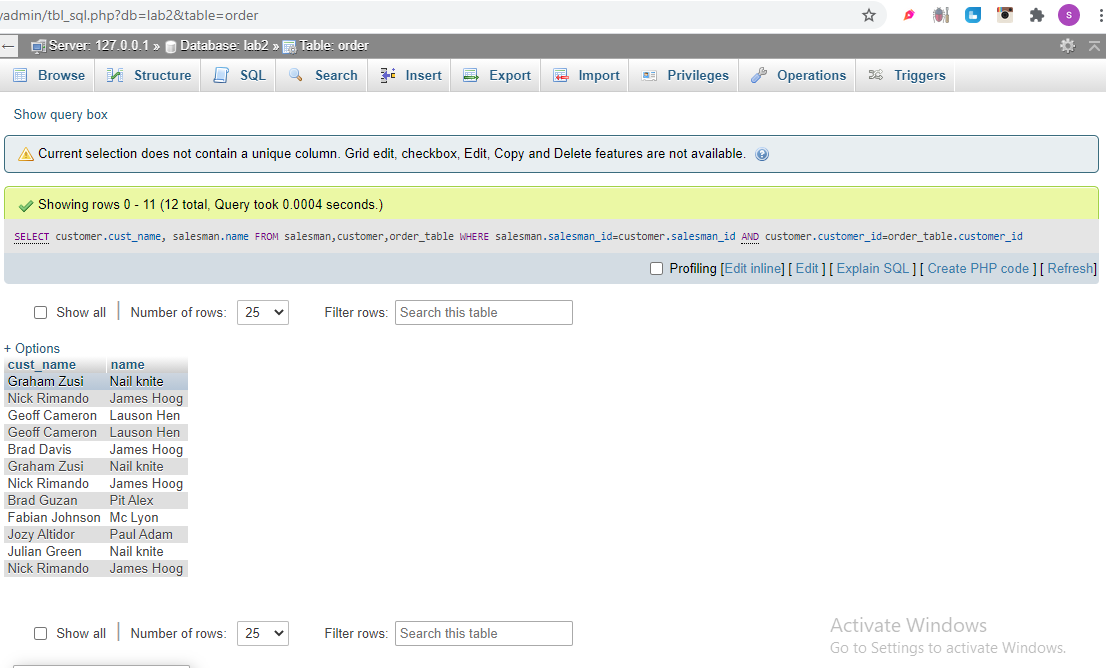 yadmin/tbl_sql.php?db=lab2&table=order
S
Server: 127.0.0.1 » Database: lab2 » Table: order
Browse Structure SQL Search Insert Export Import Privileges Operations Triggers
Show query box
Current selection does not contain a unique column. Grid edit, checkbox, Edit, Copy and Delete features are not available.
Showing rows 0 - 11 (12 total, Query took 0.0004 seconds.)
SELECT customer.cust_name, salesman.name FROM salesman,customer,order_table WHERE salesman.salesman_id=customer.salesman_id AND customer.customer_id=order_table.customer_id
Profiling [Edit inline] [ Edit ] [ Explain SQL ] [ Create PHP code ] [ Refresh]
Show all Number of rows: 25 Filter rows: Search this table
+ Options
cust_name name
Graham Zusi Nail knite
Nick Rimando James Hoog
Geoff Cameron Lauson Hen
Geoff Cameron Lauson Hen
Brad Davis James Hoog
Graham Zusi Nail knite
Nick Rimando James Hoog
Brad Guzan Pit Alex
Fabian Johnson Mc Lyon
Jozy Altidor Paul Adam
Julian Green Nail knite
Nick Rimando James Hoog
Show all Number of rows: 25 Filter rows: Search this table
Activate Windows
Go to Settings to activate Windows.